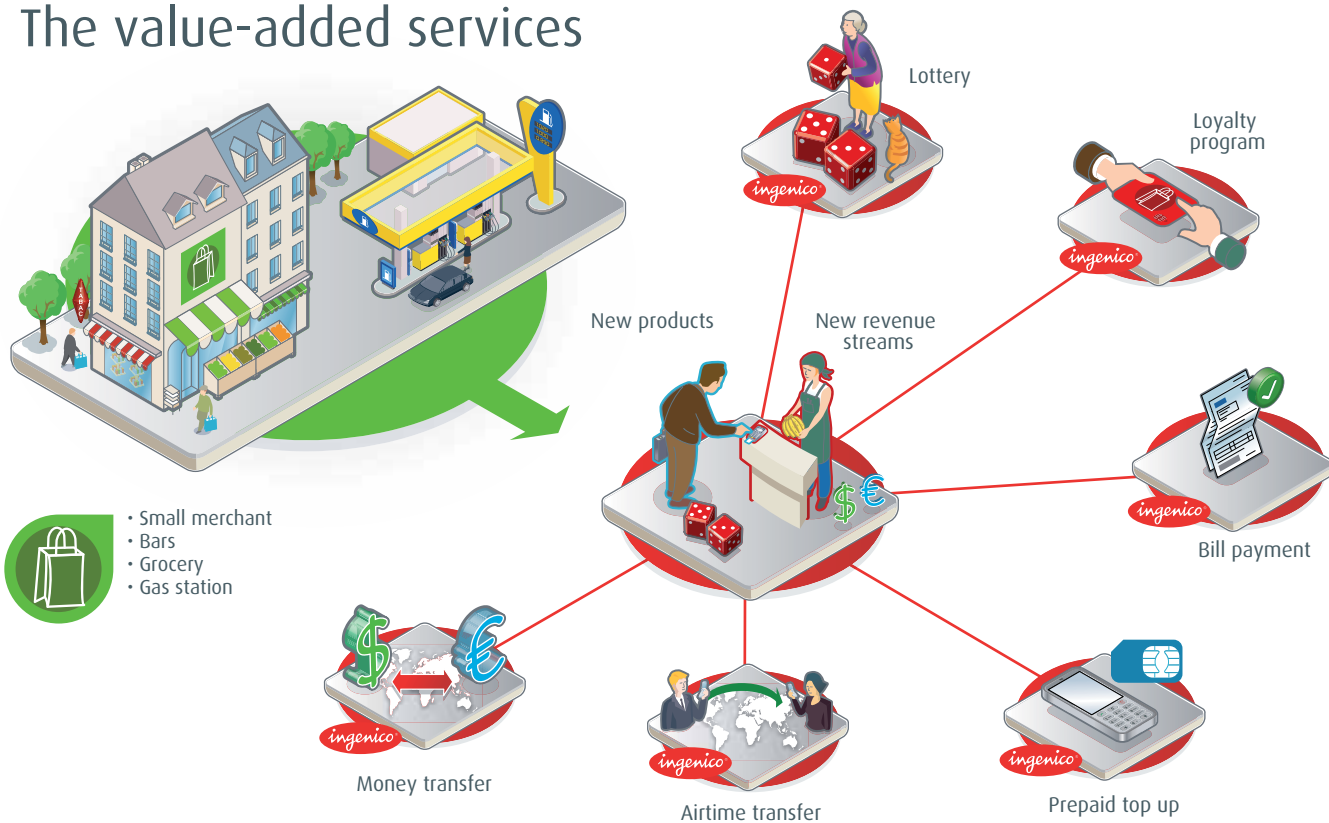 The value-added services
Lottery
ingenico
Loyalty
program
ingenico
TABAC
New products
New revenue
streams
$ €
ingenico
Bill payment
• Small merchant
• Bars
• Grocery
• Gas station
$ €
ingenico
Money transfer
ingenico
Airtime transfer
ingenico
Prepaid top up